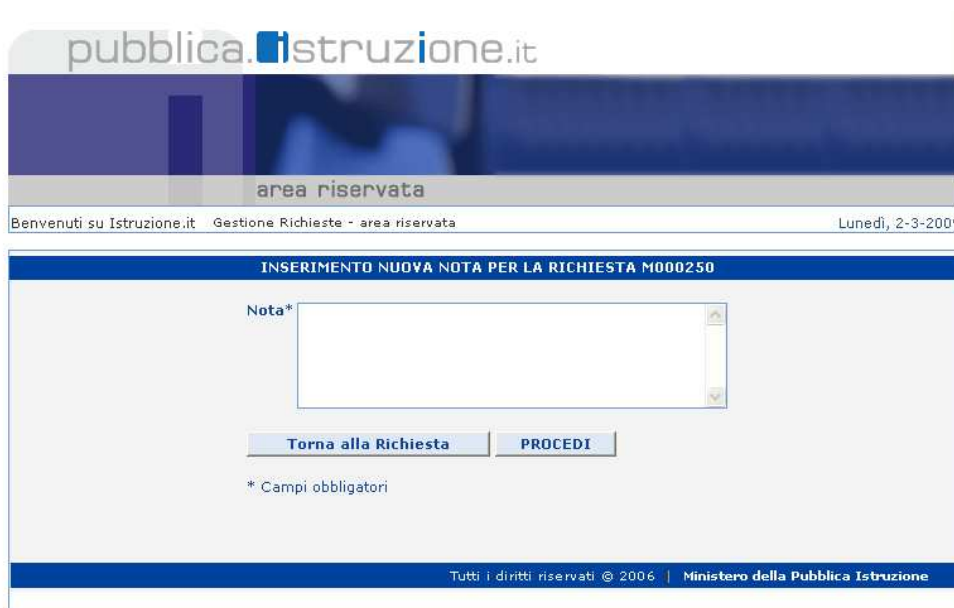 pubblica.istruzione.it
area riservata
Benvenuti su Istruzione.it Gestione Richieste - area riservata Lunedì, 2-3-200
INSERIMENTO NUOVA NOTA PER LA RICHIESTA M000250
Nota*
Torna alla Richiesta PROCEDI
* Campi obbligatori
Tutti i diritti riservati © 2006 | Ministero della Pubblica Istruzione